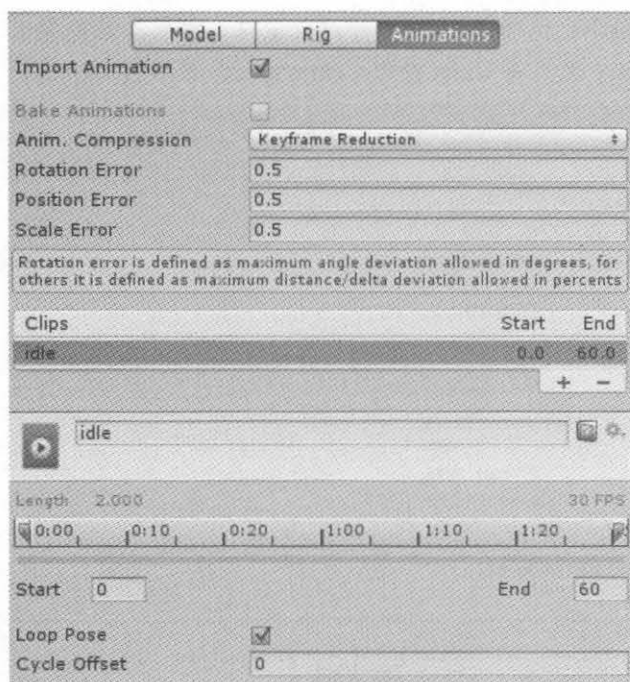 Model Rig Animations
Import Animation
Bake Animations
Anim. Compression Keyframe Reduction
Rotation Error 0.5
Position Error 0.5
Scale Error 0.5
Rotation error is defined as maximum angle deviation allowed in degrees, for
others it is defined as maximum distance/delta deviation allowed in percents
Clips Start End
idle 0.0 60.0
+ −
idle
Length 2.000 30 FPS
0:00 0:10 0:20 1:00 1:10 1:20
Start 0 End 60
Loop Pose
Cycle Offset 0